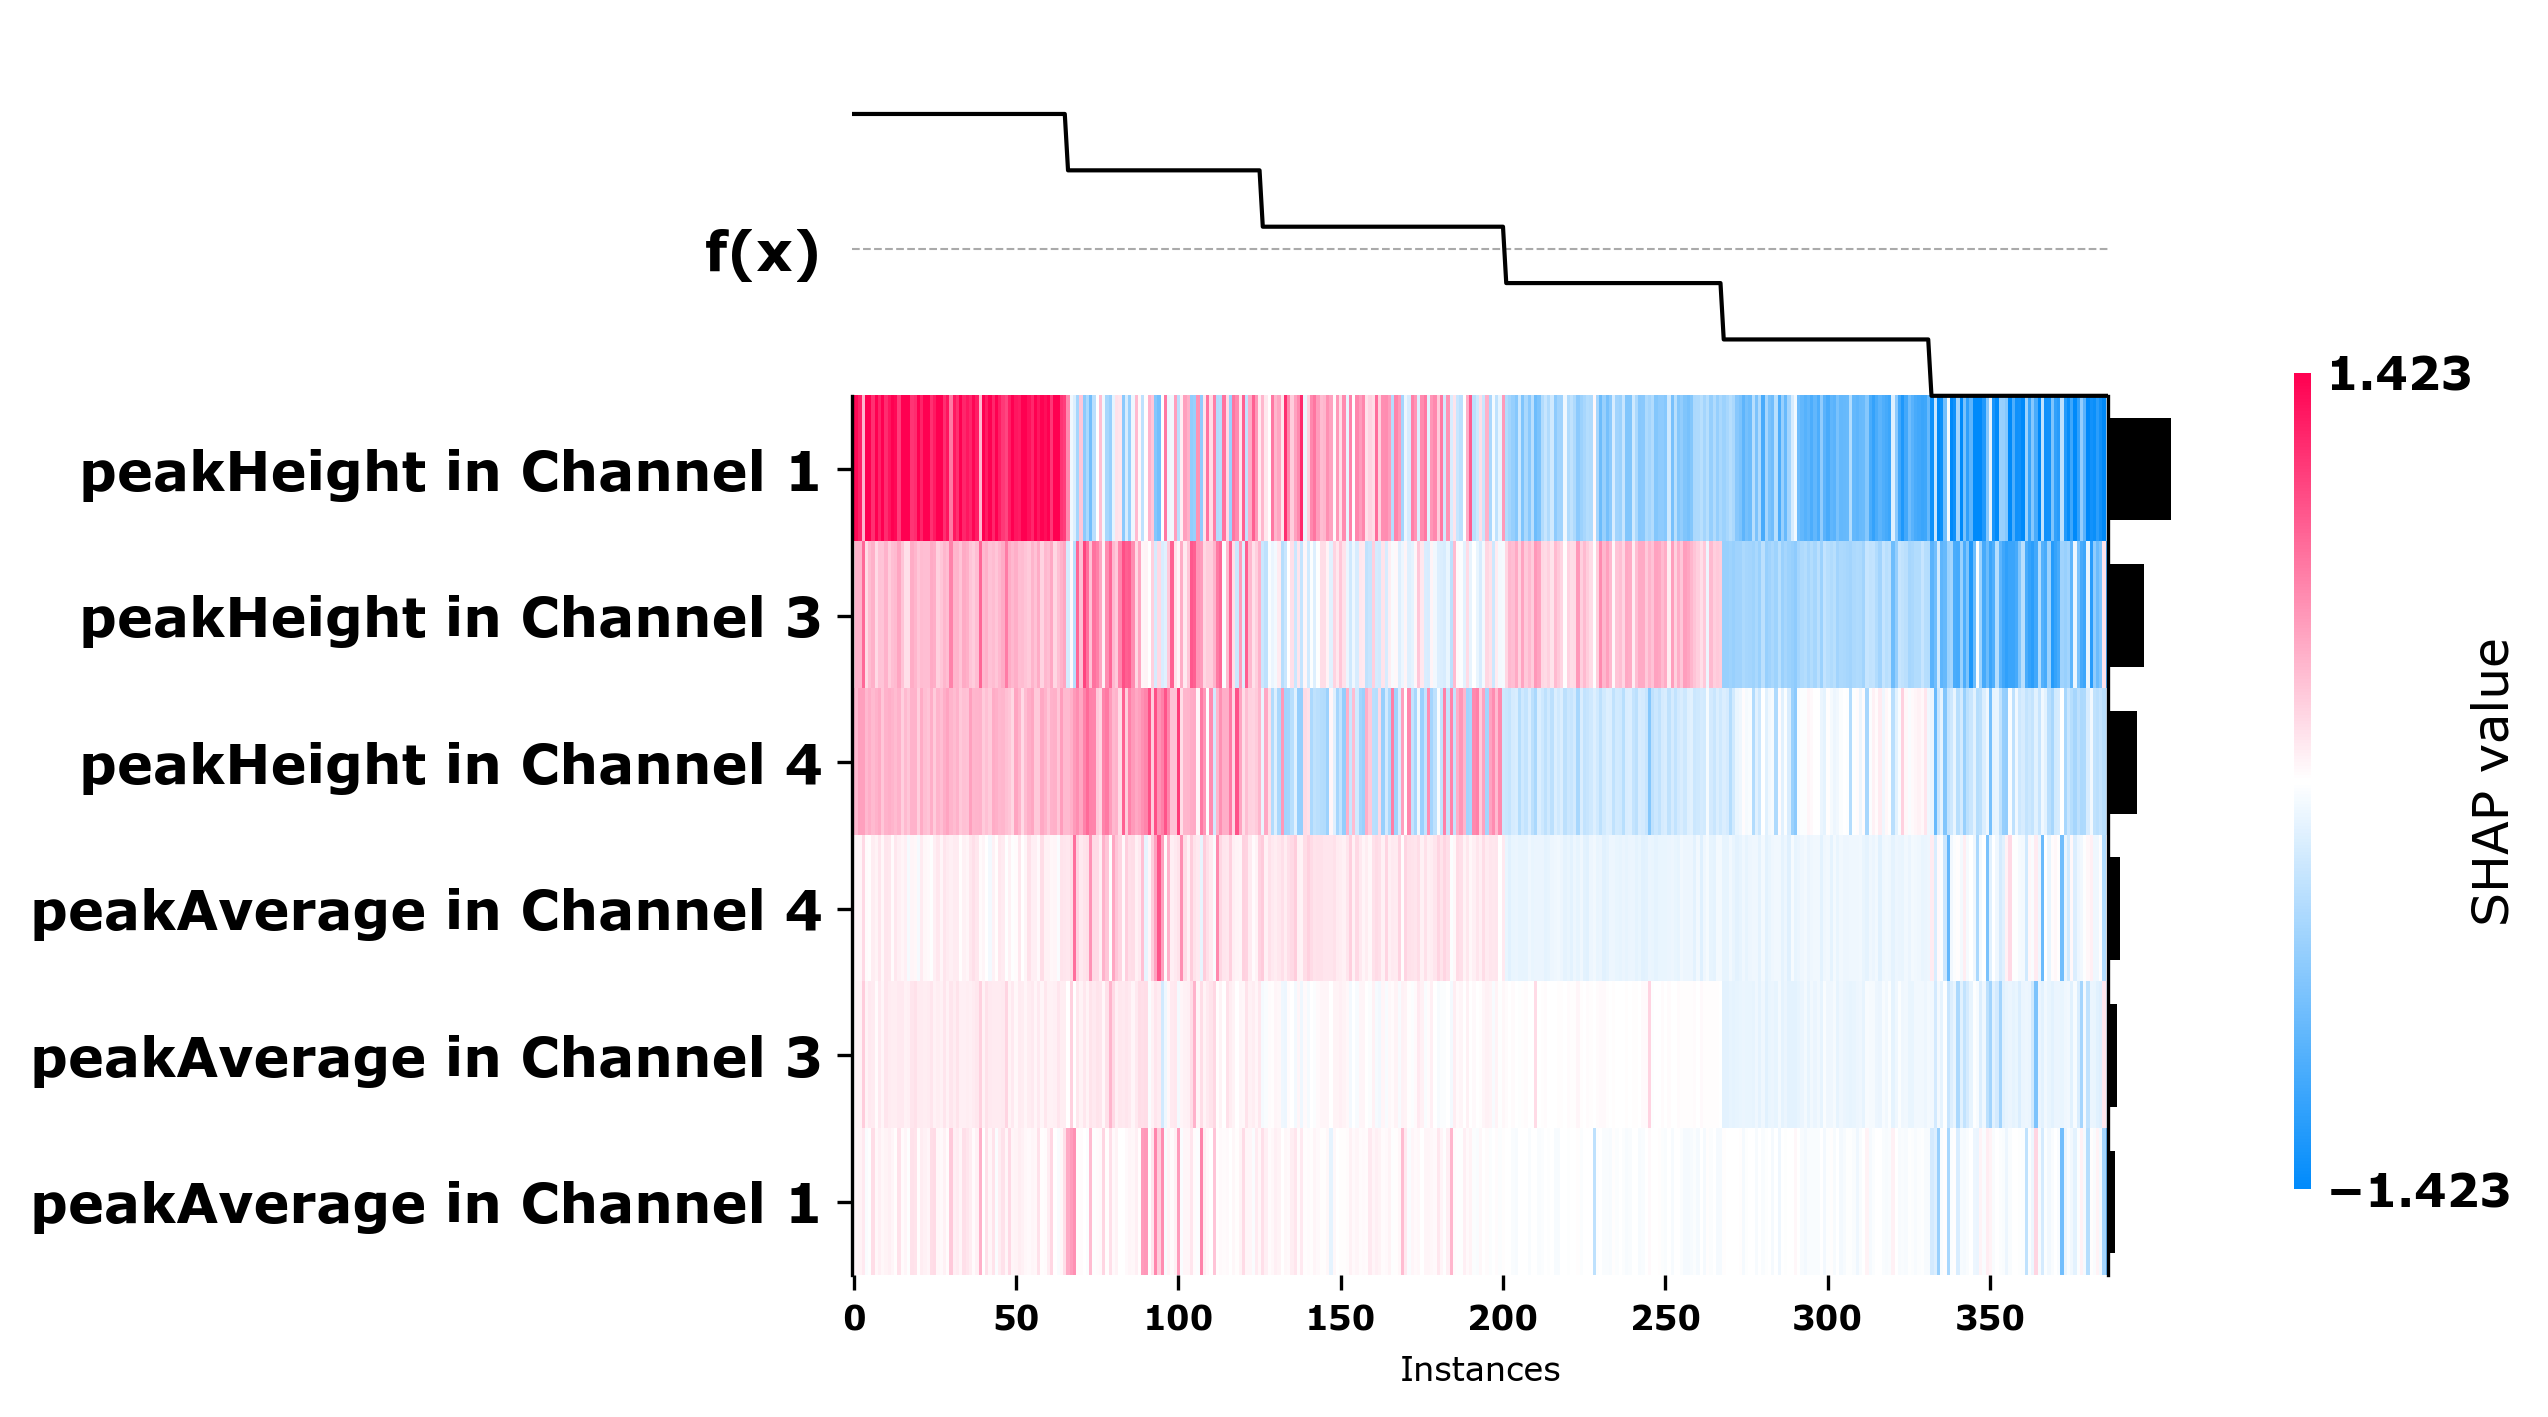 f(x)
peakHeight in Channel 1
peakHeight in Channel 3
peakHeight in Channel 4
peakAverage in Channel 4
peakAverage in Channel 3
peakAverage in Channel 1
0 50 100 150 200 250 300 350
Instances
1.423
−1.423
SHAP value